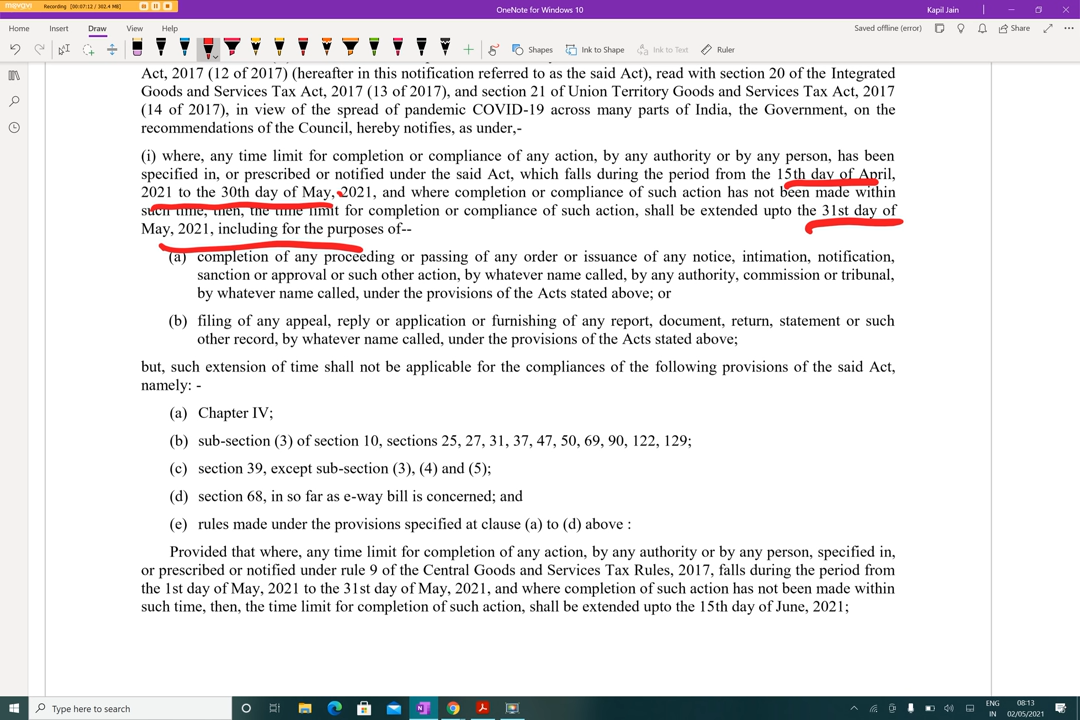 movavi Recording [00:07:12 / 302.4 MB]
OneNote for Windows 10
Kapil Jain
Home Insert Draw View Help
Saved offline (error) Share
Shapes Ink to Shape Ink to Text Ruler
Act, 2017 (12 of 2017) (hereafter in this notification referred to as the said Act), read with section 20 of the Integrated
Goods and Services Tax Act, 2017 (13 of 2017), and section 21 of Union Territory Goods and Services Tax Act, 2017
(14 of 2017), in view of the spread of pandemic COVID-19 across many parts of India, the Government, on the
recommendations of the Council, hereby notifies, as under,-
(i) where, any time limit for completion or compliance of any action, by any authority or by any person, has been
specified in, or prescribed or notified under the said Act, which falls during the period from the 15th day of April,
2021 to the 30th day of May, 2021, and where completion or compliance of such action has not been made within
such time, then, the time limit for completion or compliance of such action, shall be extended upto the 31st day of
May, 2021, including for the purposes of--
(a) completion of any proceeding or passing of any order or issuance of any notice, intimation, notification,
sanction or approval or such other action, by whatever name called, by any authority, commission or tribunal,
by whatever name called, under the provisions of the Acts stated above; or
(b) filing of any appeal, reply or application or furnishing of any report, document, return, statement or such
other record, by whatever name called, under the provisions of the Acts stated above;
but, such extension of time shall not be applicable for the compliances of the following provisions of the said Act,
namely: -
(a) Chapter IV;
(b) sub-section (3) of section 10, sections 25, 27, 31, 37, 47, 50, 69, 90, 122, 129;
(c) section 39, except sub-section (3), (4) and (5);
(d) section 68, in so far as e-way bill is concerned; and
(e) rules made under the provisions specified at clause (a) to (d) above :
Provided that where, any time limit for completion of any action, by any authority or by any person, specified in,
or prescribed or notified under rule 9 of the Central Goods and Services Tax Rules, 2017, falls during the period from
the 1st day of May, 2021 to the 31st day of May, 2021, and where completion of such action has not been made within
such time, then, the time limit for completion of such action, shall be extended upto the 15th day of June, 2021;
Type here to search
ENG 08:13
IN 02/05/2021